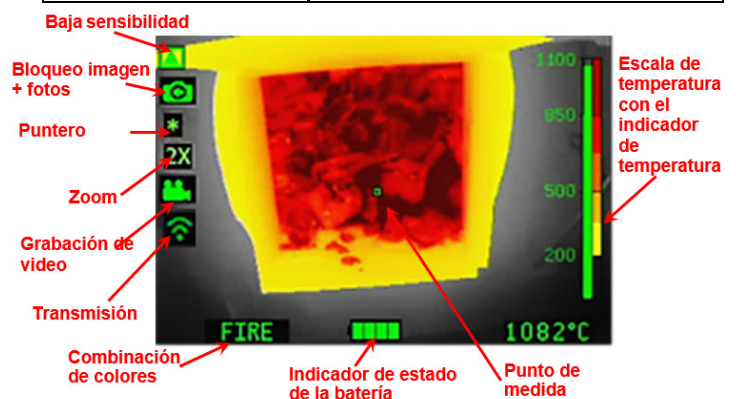 Baja sensibilidad
Bloqueo imagen
+ fotos
Puntero
Zoom
Grabación de
video
Transmisión
Combinación
de colores
*
2X
FIRE
1082°C
1100
850
500
200
Indicador de estado
de la batería
Punto de
medida
Escala de
temperatura
con el
indicador
de
temperatura